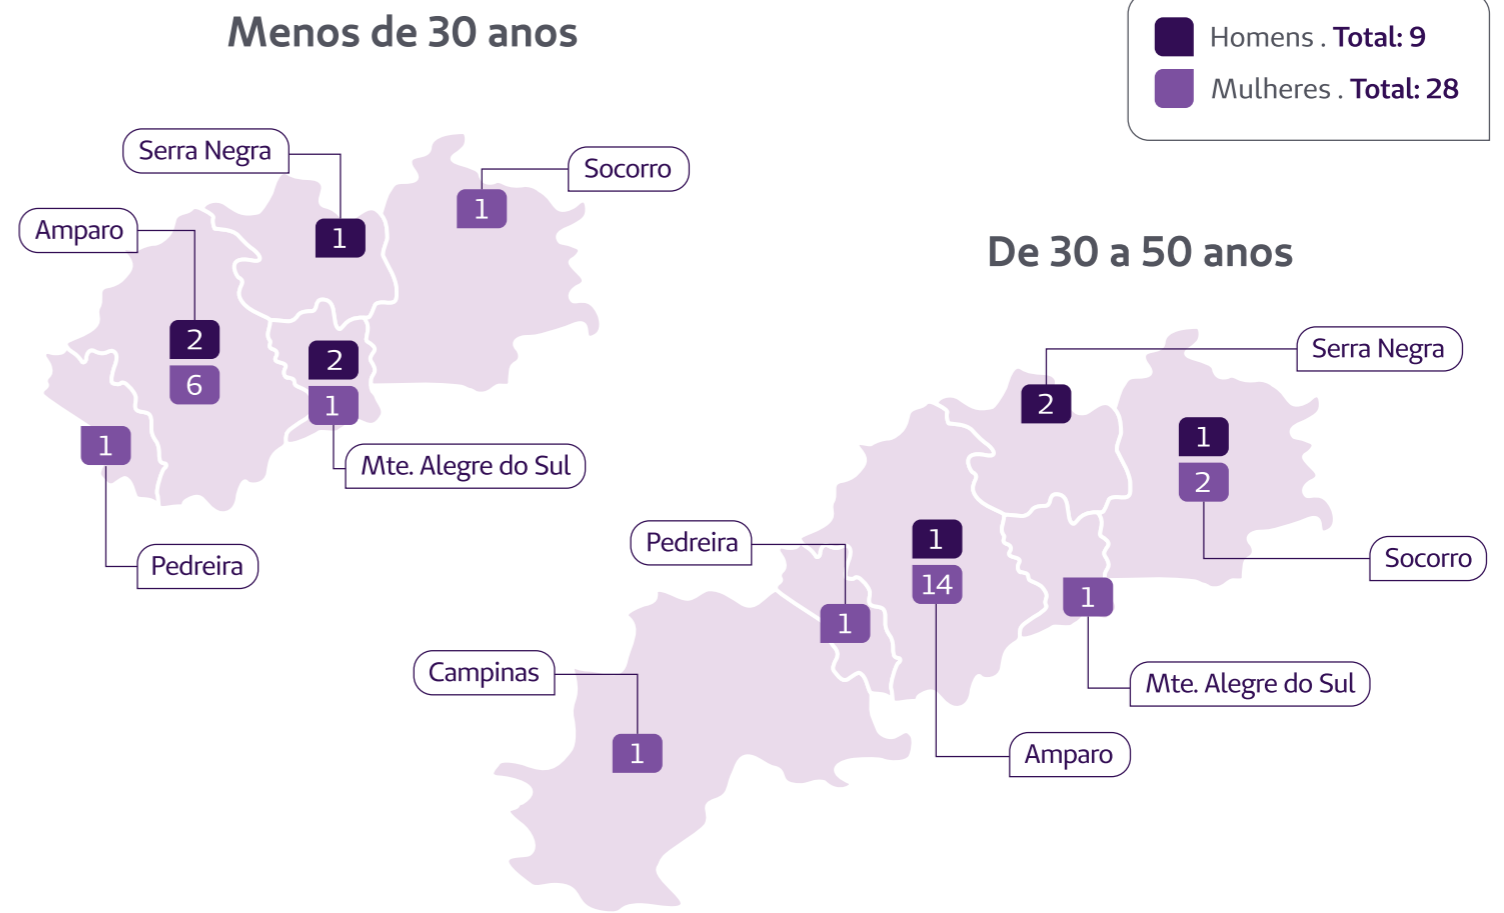 Menos de 30 anos
Homens . Total: 9
Mulheres . Total: 28
Serra Negra
Socorro
Amparo
1
1
2
6
2
1
1
Mte. Alegre do Sul
Pedreira
De 30 a 50 anos
Serra Negra
2
1
2
Pedreira
1
14
Socorro
1
1
Campinas
Mte. Alegre do Sul
1
Amparo